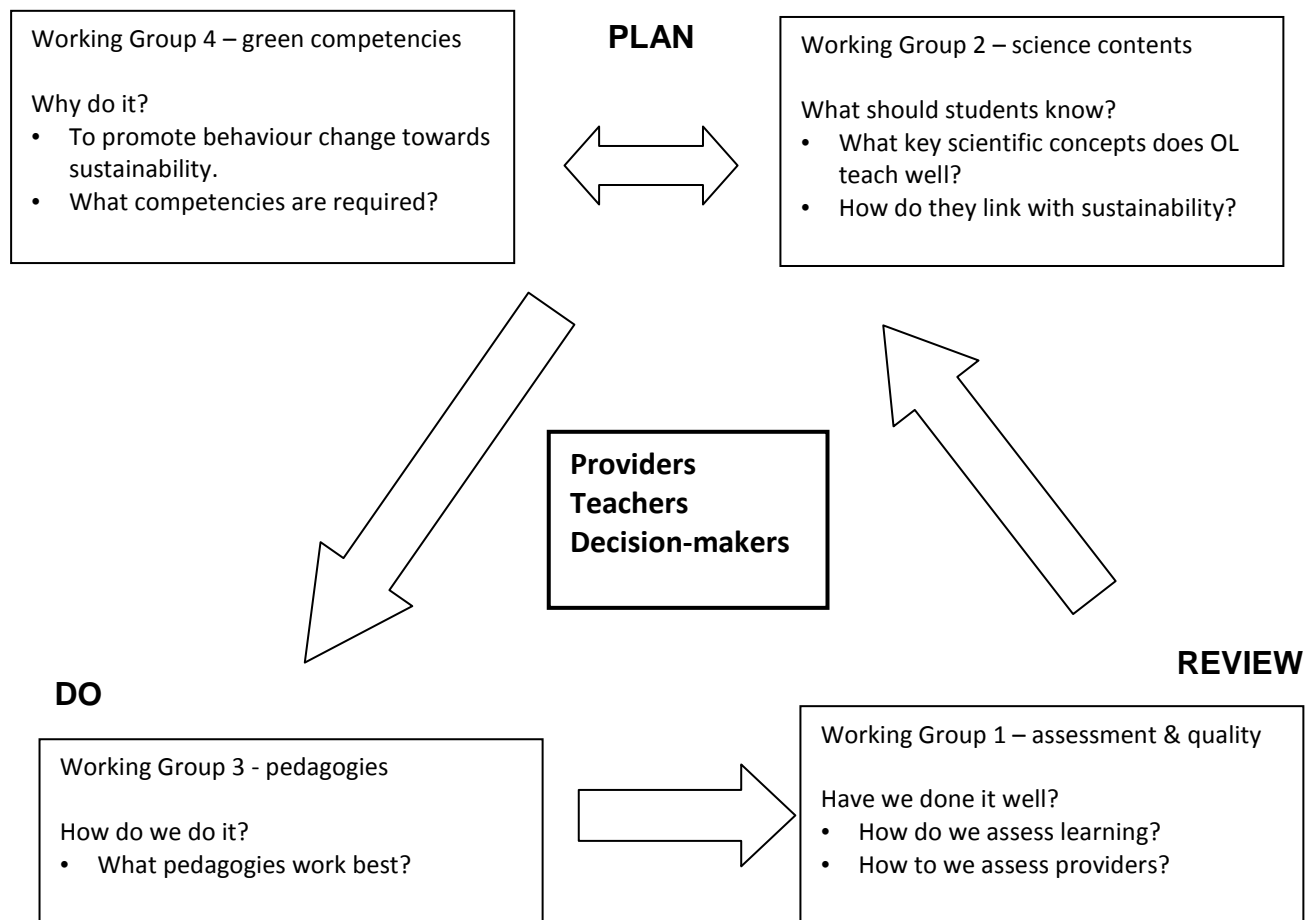 PLAN
Working Group 4 – green competencies
Why do it?
• To promote behaviour change towards
sustainability.
• What competencies are required?
Working Group 2 – science contents
What should students know?
• What key scientific concepts does OL
teach well?
• How do they link with sustainability?
Providers
Teachers
Decision-makers
DO
Working Group 3 - pedagogies
How do we do it?
• What pedagogies work best?
REVIEW
Working Group 1 – assessment & quality
Have we done it well?
• How do we assess learning?
• How to we assess providers?